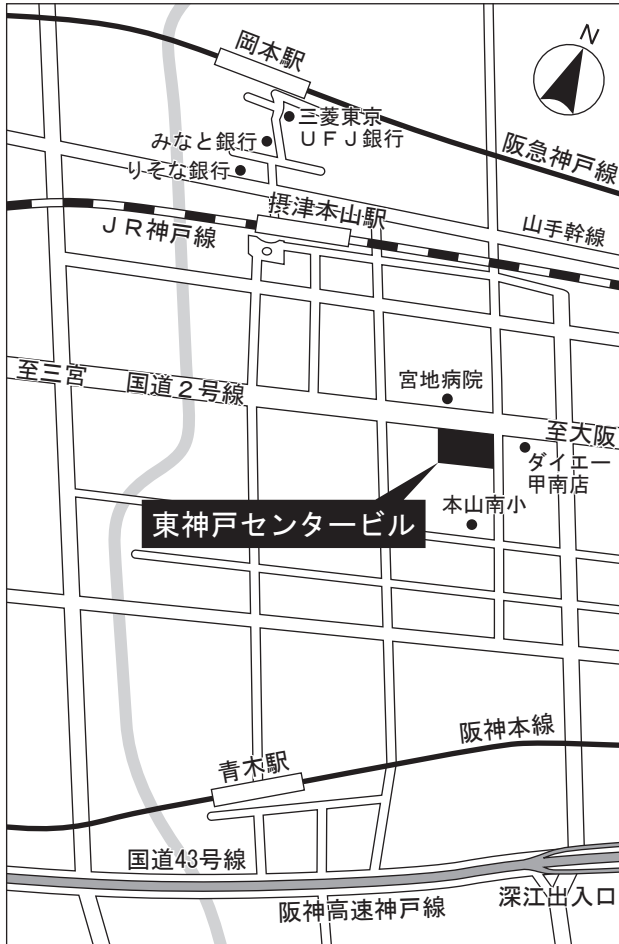 N
岡本駅
三菱東京
ＵＦＪ銀行
みなと銀行
りそな銀行
阪急神戸線
摂津本山駅
ＪＲ神戸線
山手幹線
至三宮
国道２号線
宮地病院
至大阪
ダイエー
甲南店
本山南小
東神戸センタービル
阪神本線
青木駅
国道43号線
深江出入口
阪神高速神戸線